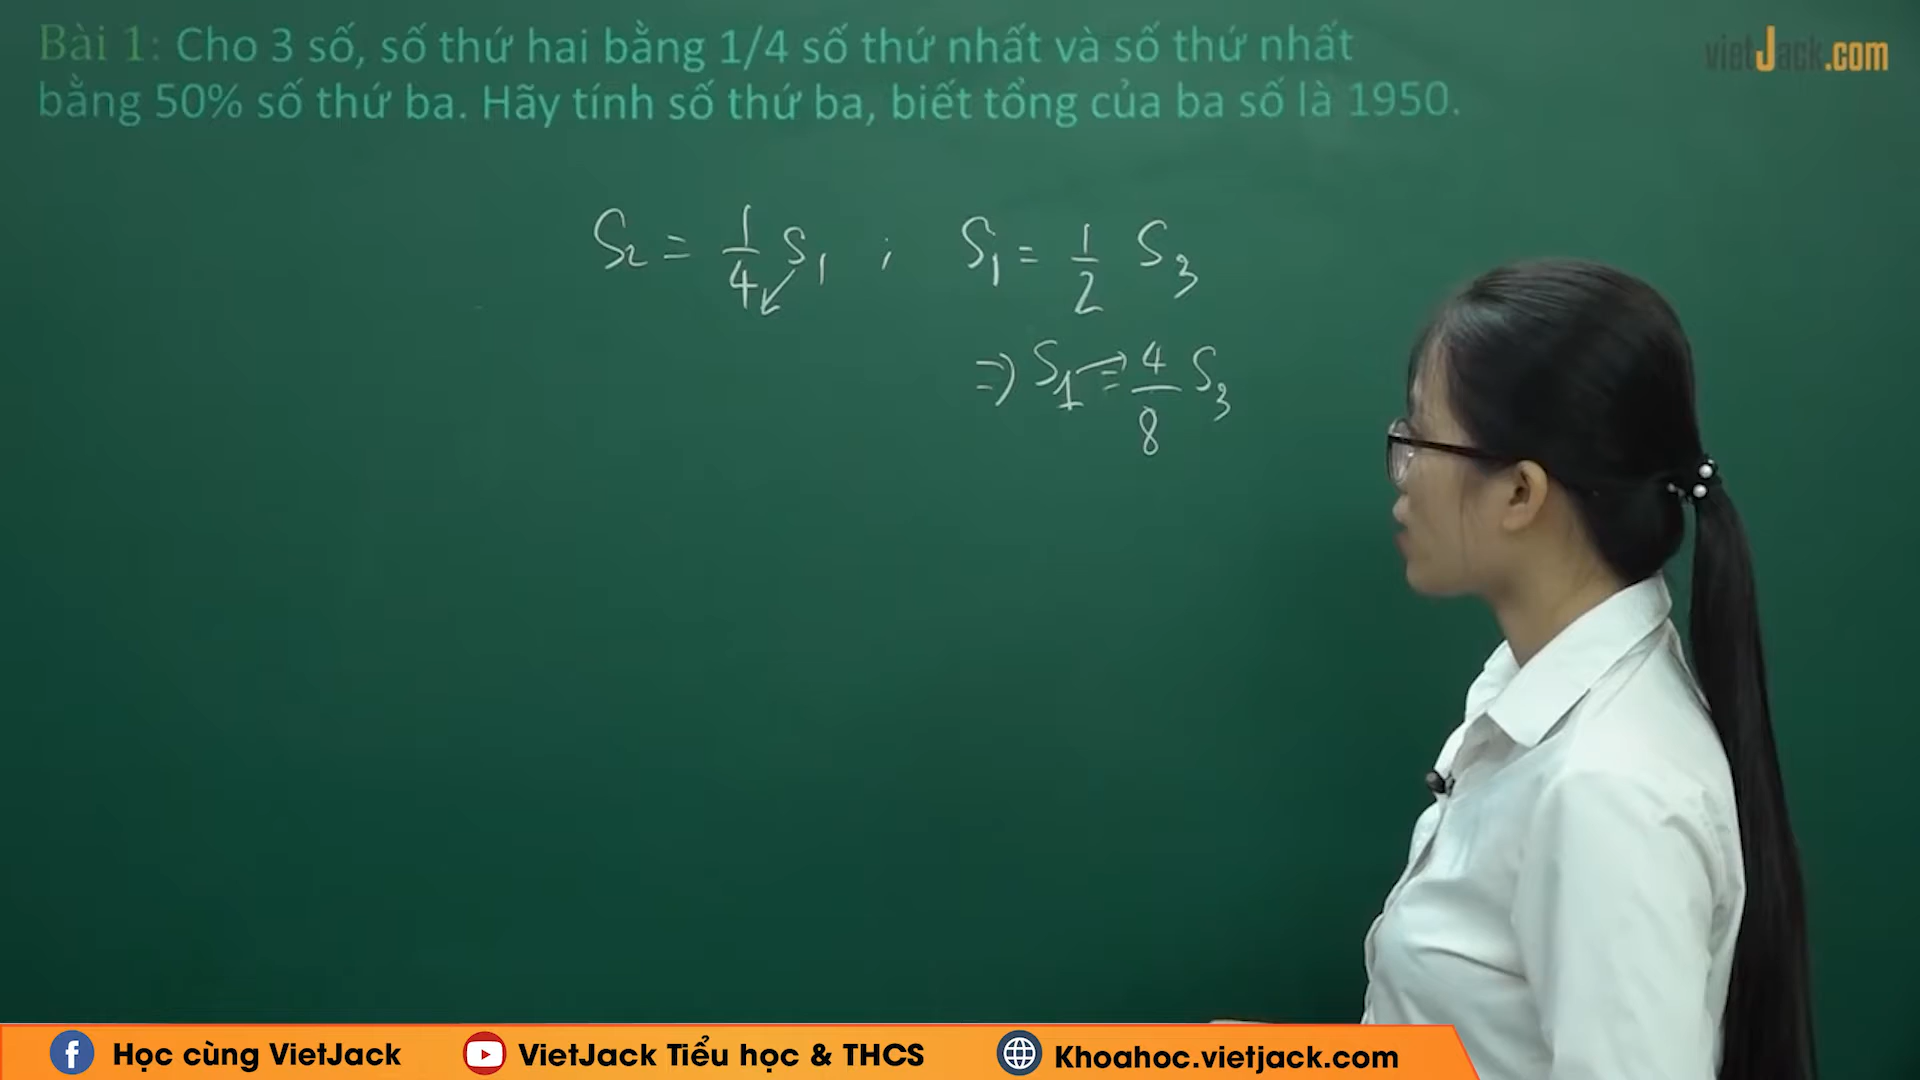 Bài 1: Cho 3 số, số thứ hai bằng 1/4 số thứ nhất và số thứ nhất
bằng 50% số thứ ba. Hãy tính số thứ ba, biết tổng của ba số là 1950.
vietJack.com
S₂ = 1/4 S₁ ; S₁ = 1/2 S₃
=> S₁ = 4/8 S₃
Học cùng VietJack
VietJack Tiểu học & THCS
Khoahoc.vietjack.com